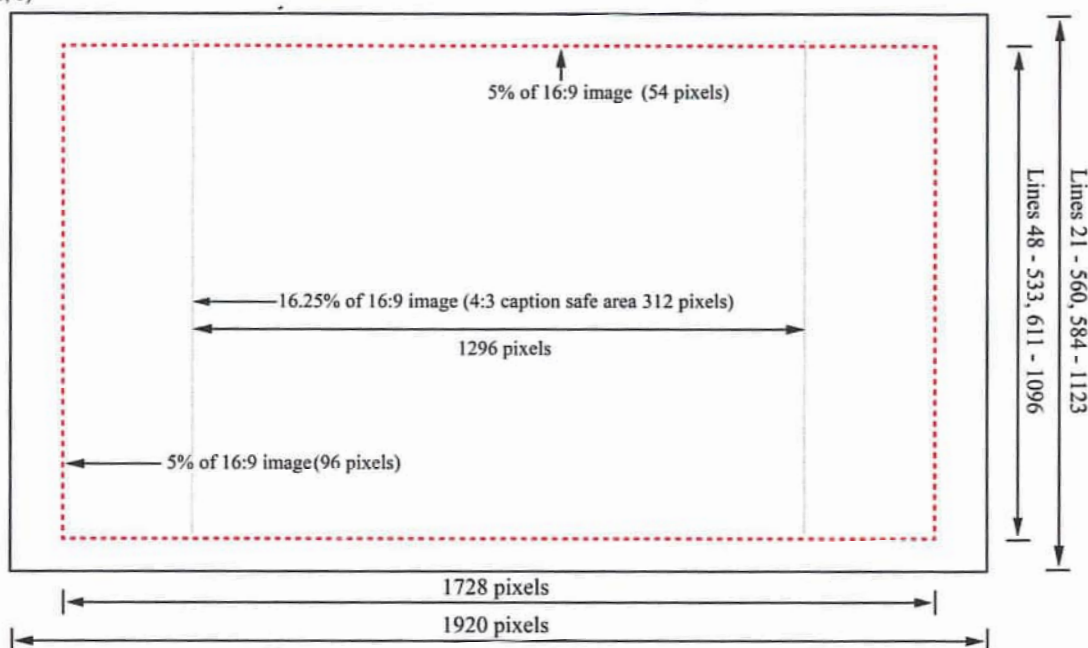 5% of 16:9 image (54 pixels)
16.25% of 16:9 image (4:3 caption safe area 312 pixels)
1296 pixels
5% of 16:9 image(96 pixels)
1728 pixels
1920 pixels
Lines 48 - 533, 611 - 1096
Lines 21 - 560, 584 - 1123